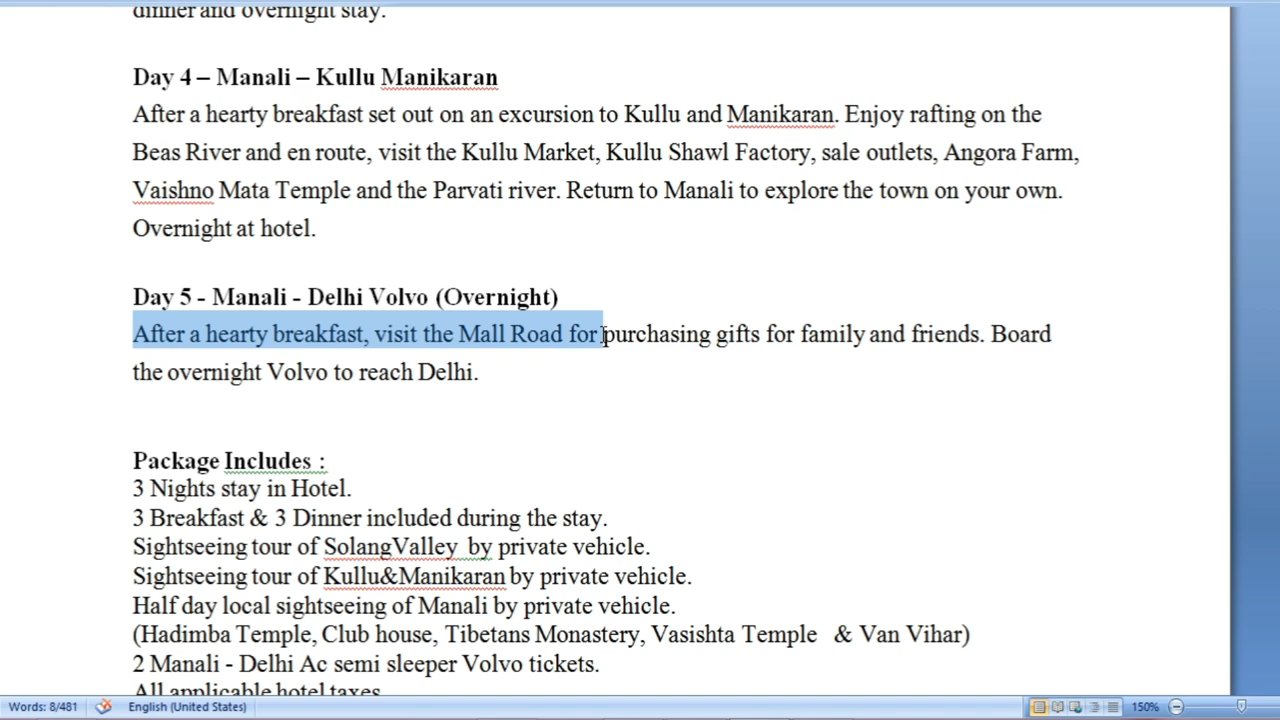 dinner and overnight stay.
Day 4 – Manali – Kullu Manikaran
After a hearty breakfast set out on an excursion to Kullu and Manikaran. Enjoy rafting on the
Beas River and en route, visit the Kullu Market, Kullu Shawl Factory, sale outlets, Angora Farm,
Vaishno Mata Temple and the Parvati river. Return to Manali to explore the town on your own.
Overnight at hotel.
Day 5 - Manali - Delhi Volvo (Overnight)
After a hearty breakfast, visit the Mall Road for purchasing gifts for family and friends. Board
the overnight Volvo to reach Delhi.
Package Includes :
3 Nights stay in Hotel.
3 Breakfast & 3 Dinner included during the stay.
Sightseeing tour of SolangValley by private vehicle.
Sightseeing tour of Kullu&Manikaran by private vehicle.
Half day local sightseeing of Manali by private vehicle.
(Hadimba Temple, Club house, Tibetans Monastery, Vasishta Temple & Van Vihar)
2 Manali - Delhi Ac semi sleeper Volvo tickets.
All applicable hotel taxes
Words: 8/481 English (United States) 150%